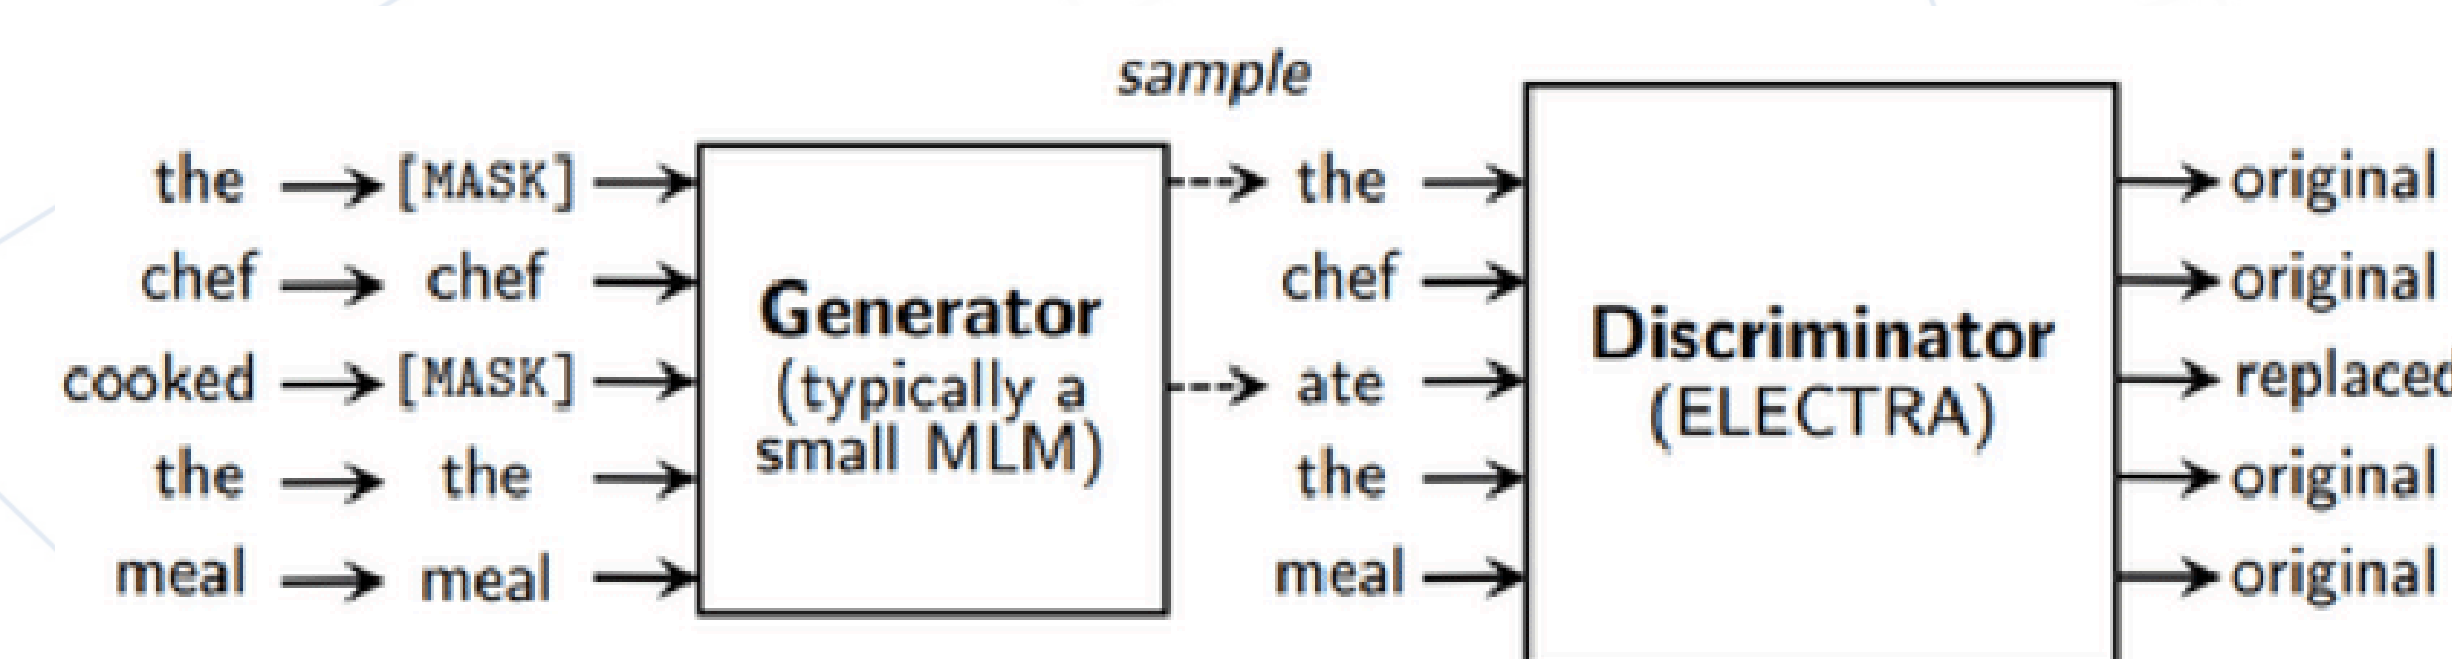 sample
the [MASK] the original
chef chef chef original
Generator
(typically a
small MLM)
Discriminator
(ELECTRA)
cooked [MASK] ate replaced
the the the original
meal meal meal original